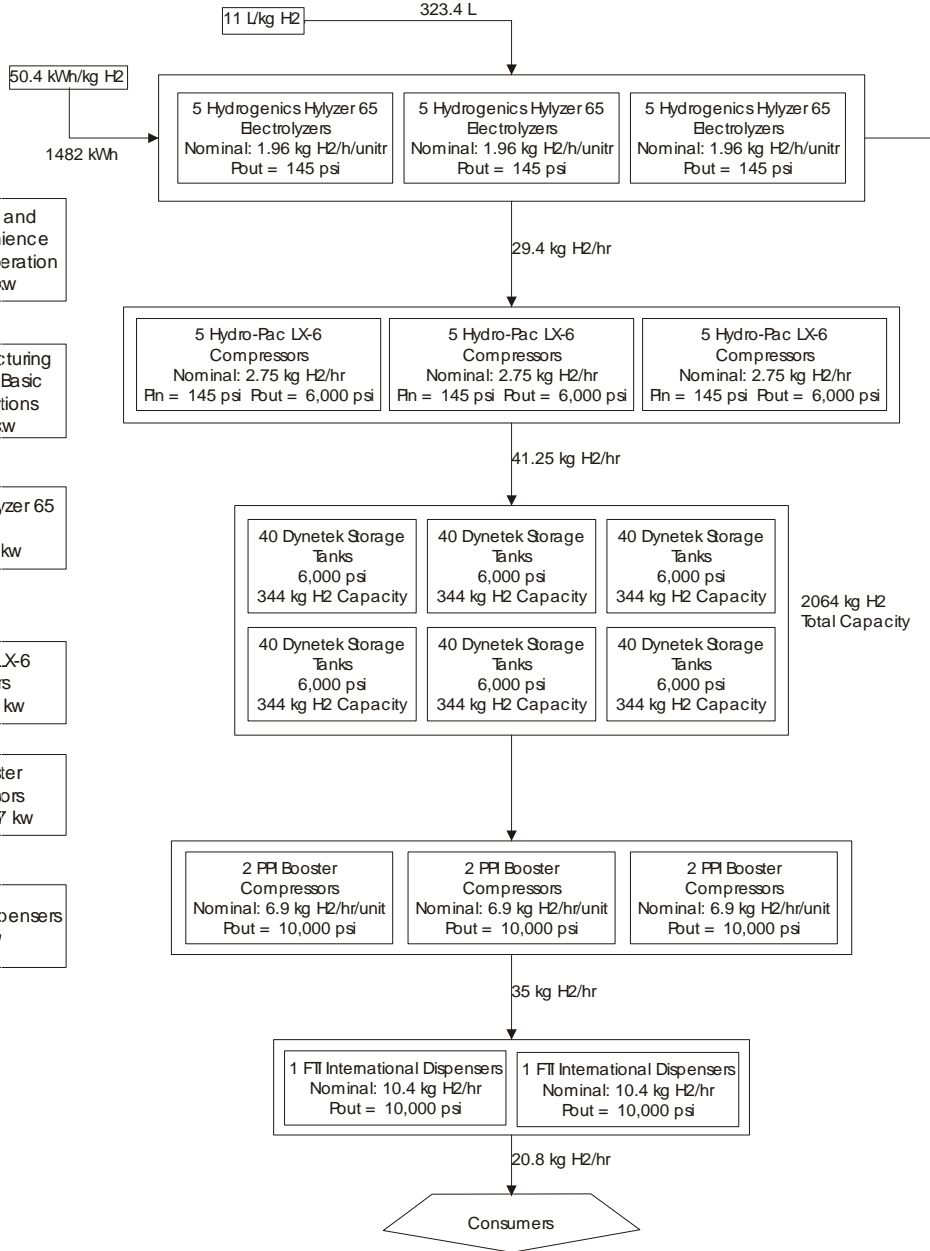 11 L/kg H2
323.4 L
50.4 kWh/kg H2
1482 kWh
5 Hydrogenics Hylyzer 65
Electrolyzers
Nominal: 1.96 kg H2/h/unitr
Pout = 145 psi
5 Hydrogenics Hylyzer 65
Electrolyzers
Nominal: 1.96 kg H2/h/unitr
Pout = 145 psi
5 Hydrogenics Hylyzer 65
Electrolyzers
Nominal: 1.96 kg H2/h/unitr
Pout = 145 psi
and
eration
29.4 kg H2/hr
5 Hydro-Pac LX-6
Compressors
Nominal: 2.75 kg H2/hr
Pin = 145 psi Pout = 6,000 psi
5 Hydro-Pac LX-6
Compressors
Nominal: 2.75 kg H2/hr
Pin = 145 psi Pout = 6,000 psi
5 Hydro-Pac LX-6
Compressors
Nominal: 2.75 kg H2/hr
Pin = 145 psi Pout = 6,000 psi
cturing
Basic
tions
41.25 kg H2/hr
yzer 65
kw
40 Dynetek Storage
Tanks
6,000 psi
344 kg H2 Capacity
40 Dynetek Storage
Tanks
6,000 psi
344 kg H2 Capacity
40 Dynetek Storage
Tanks
6,000 psi
344 kg H2 Capacity
2064 kg H2
Total Capacity
40 Dynetek Storage
Tanks
6,000 psi
344 kg H2 Capacity
40 Dynetek Storage
Tanks
6,000 psi
344 kg H2 Capacity
40 Dynetek Storage
Tanks
6,000 psi
344 kg H2 Capacity
LX-6
rs
kw
ster
ors
7 kw
2 PPI Booster
Compressors
Nominal: 6.9 kg H2/hr/unit
Pout = 10,000 psi
2 PPI Booster
Compressors
Nominal: 6.9 kg H2/hr/unit
Pout = 10,000 psi
2 PPI Booster
Compressors
Nominal: 6.9 kg H2/hr/unit
Pout = 10,000 psi
pensers
35 kg H2/hr
1 FTI International Dispensers
Nominal: 10.4 kg H2/hr
Pout = 10,000 psi
1 FTI International Dispensers
Nominal: 10.4 kg H2/hr
Pout = 10,000 psi
20.8 kg H2/hr
Consumers